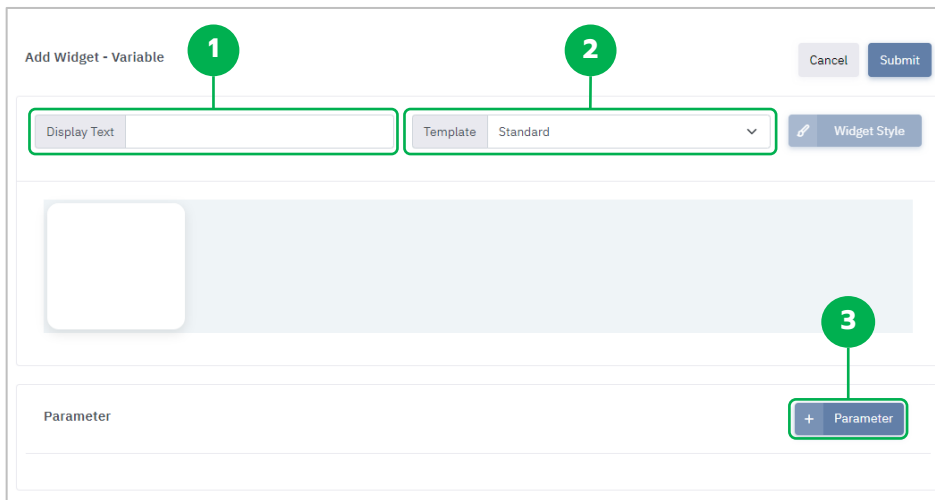 1
2
Add Widget - Variable
Cancel
Submit
Display Text
Template
Standard
Widget Style
3
Parameter
+ Parameter